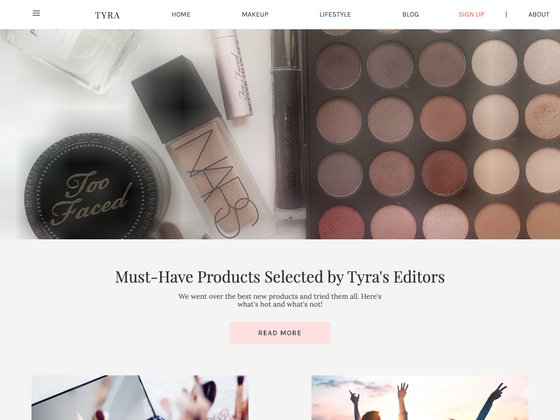 TYRA
HOME
MAKEUP
LIFESTYLE
BLOG
SIGN UP
|
ABOUT
Too
Faced
NARS
Too Faced
Must-Have Products Selected by Tyra's Editors
We went over the best new products and tried them all. Here's
what's hot and what's not!
READ MORE